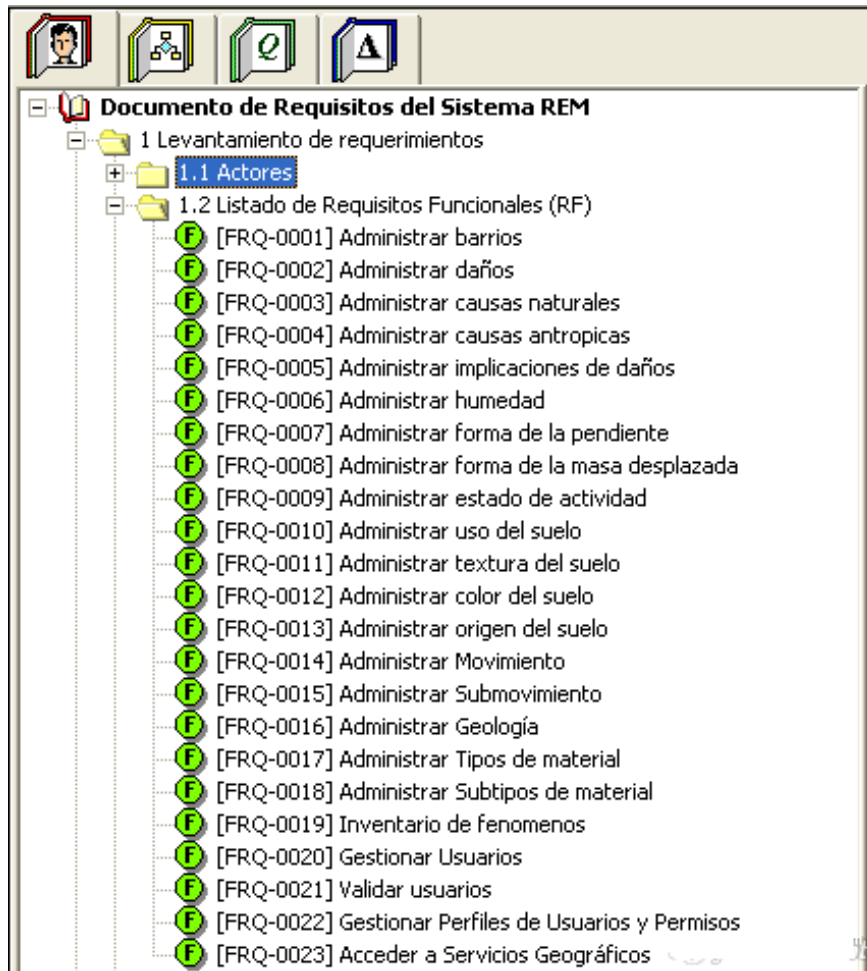 Q
A
Documento de Requisitos del Sistema REM
1 Levantamiento de requerimientos
1.1 Actores
1.2 Listado de Requisitos Funcionales (RF)
F [FRQ-0001] Administrar barrios
F [FRQ-0002] Administrar daños
F [FRQ-0003] Administrar causas naturales
F [FRQ-0004] Administrar causas antropicas
F [FRQ-0005] Administrar implicaciones de daños
F [FRQ-0006] Administrar humedad
F [FRQ-0007] Administrar forma de la pendiente
F [FRQ-0008] Administrar forma de la masa desplazada
F [FRQ-0009] Administrar estado de actividad
F [FRQ-0010] Administrar uso del suelo
F [FRQ-0011] Administrar textura del suelo
F [FRQ-0012] Administrar color del suelo
F [FRQ-0013] Administrar origen del suelo
F [FRQ-0014] Administrar Movimiento
F [FRQ-0015] Administrar Submovimiento
F [FRQ-0016] Administrar Geología
F [FRQ-0017] Administrar Tipos de material
F [FRQ-0018] Administrar Subtipos de material
F [FRQ-0019] Inventario de fenomenos
F [FRQ-0020] Gestionar Usuarios
F [FRQ-0021] Validar usuarios
F [FRQ-0022] Gestionar Perfiles de Usuarios y Permisos
F [FRQ-0023] Acceder a Servicios Geográficos